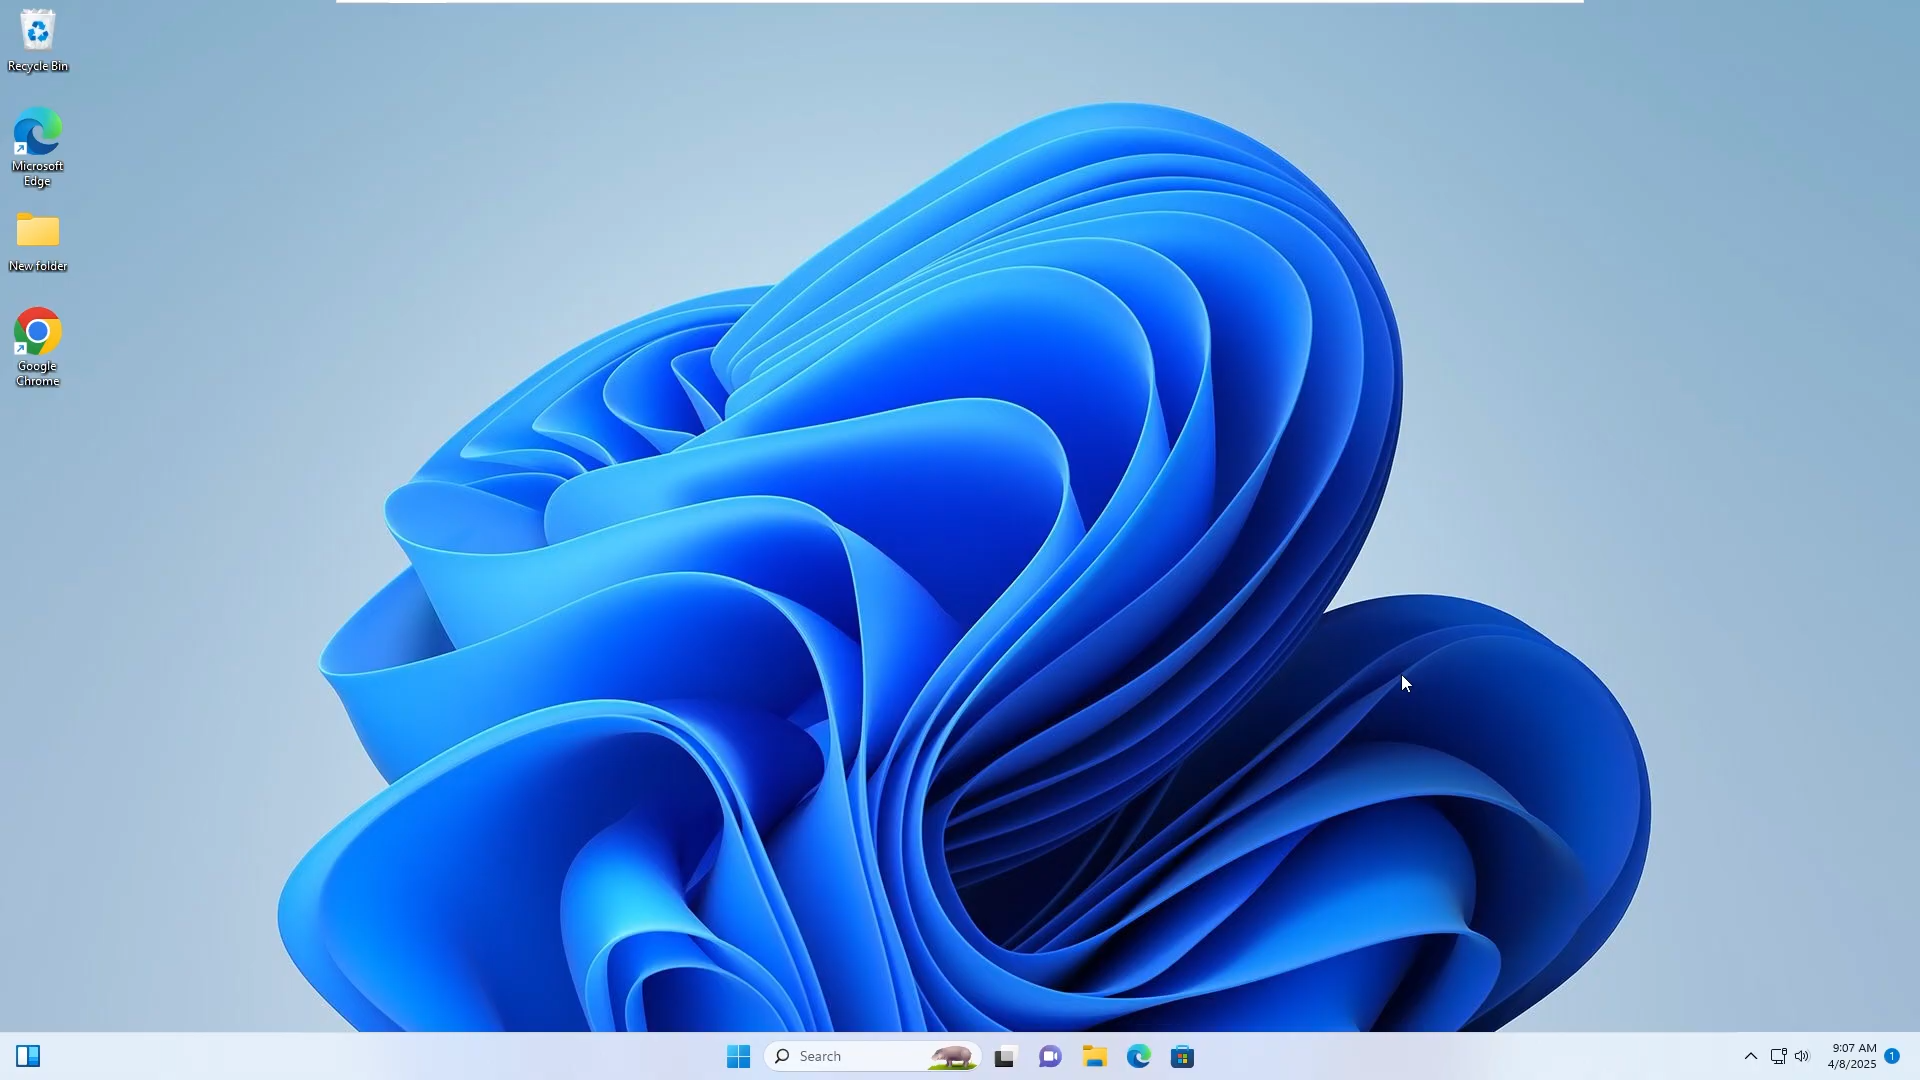 Recycle Bin
Microsoft
Edge
New folder
Google
Chrome
Search
9:07 AM
4/8/2025
1